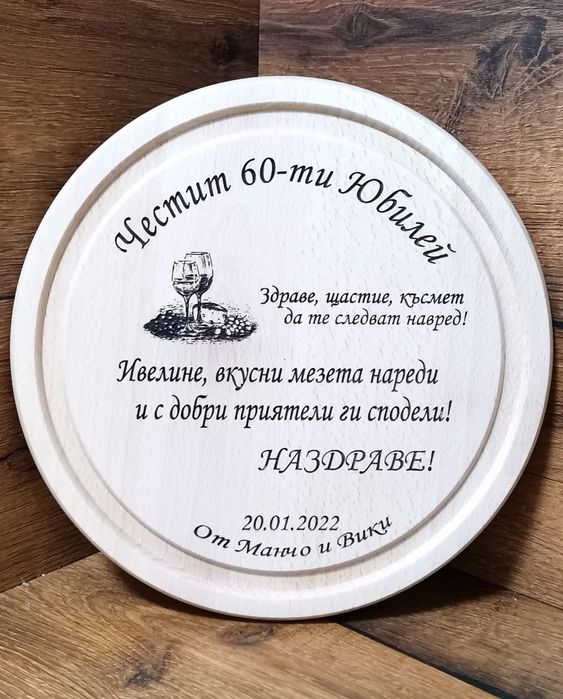 Честит 60-ти Юбилей
Здраве, щастие, късмет
да те следват навред!
Ивелине, вкусни мезета нареди
и с добри приятели ги сподели!
НАЗДРАВЕ!
20.01.2022
От Манчо и Вики